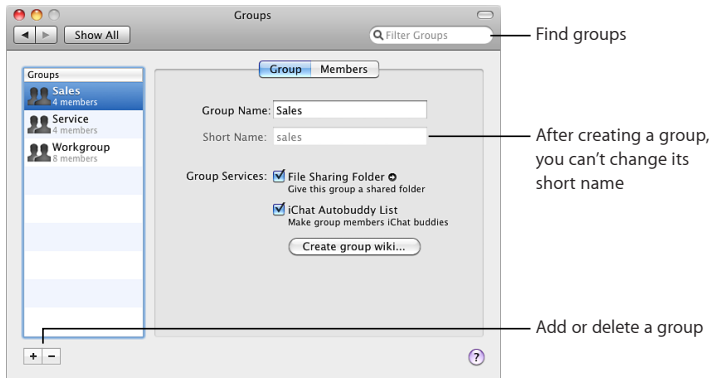 Groups
Show All
Filter Groups
Find groups
Groups
Sales
4 members
Service
4 members
Workgroup
8 members
Group Members
Group Name: Sales
Short Name: sales
Group Services: File Sharing Folder
Give this group a shared folder
iChat Autobuddy List
Make group members iChat buddies
Create group wiki...
After creating a group,
you can’t change its
short name
Add or delete a group
+ −
?